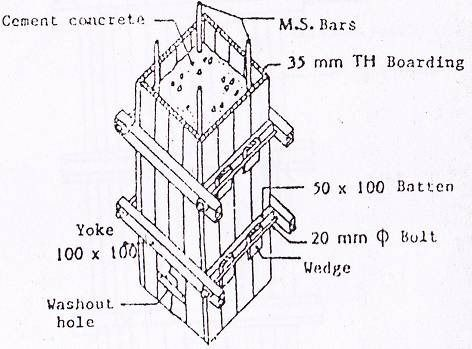 Cement concrete
M.S. Bars
35 mm TH Boarding
50 x 100 Batten
20 mm Φ Bolt
Wedge
Yoke
100 x 100
Washout
hole